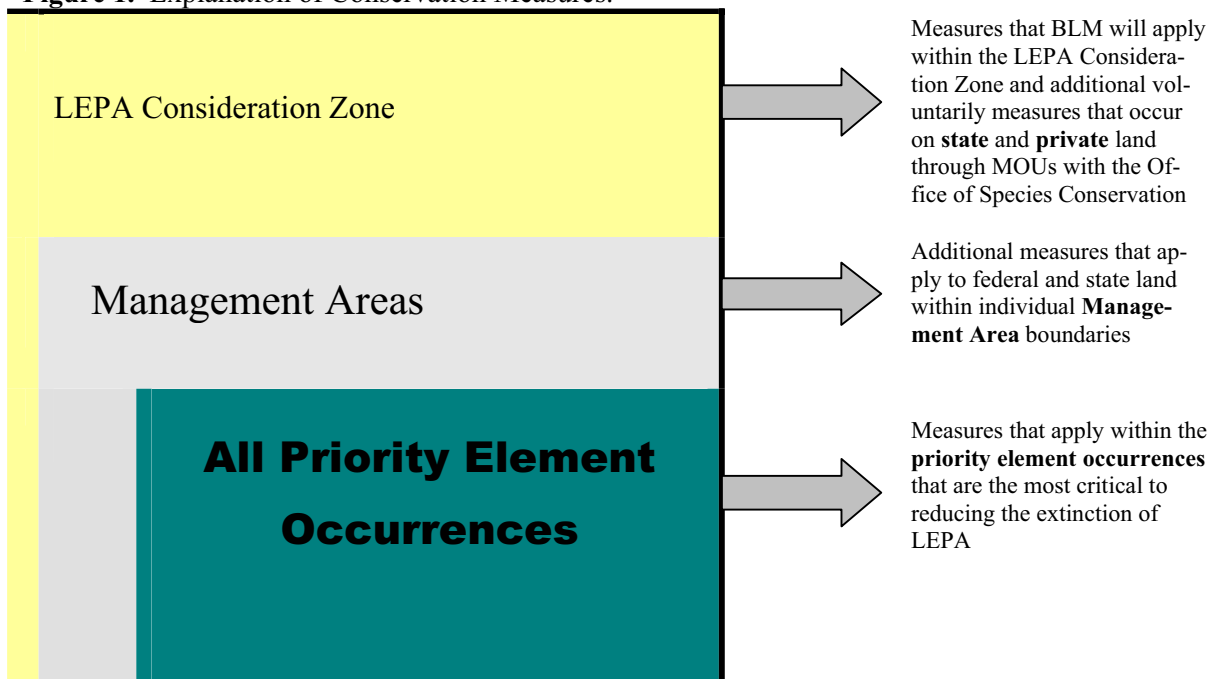 Figure 1. Explanation of Conservation Measures.
LEPA Consideration Zone
Measures that BLM will apply
within the LEPA Considera-
tion Zone and additional vol-
untarily measures that occur
on state and private land
through MOUs with the Of-
fice of Species Conservation
Management Areas
Additional measures that ap-
ply to federal and state land
within individual Manage-
ment Area boundaries
All Priority Element
Occurrences
Measures that apply within the
priority element occurrences
that are the most critical to
reducing the extinction of
LEPA